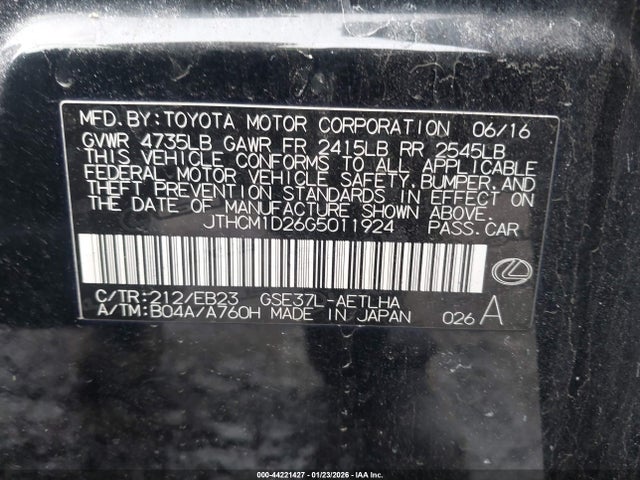 MFD.BY:TOYOTA MOTOR CORPORATION 06/16
GVWR 4735LB GAWR FR 2415LB RR 2545LB
THIS VEHICLE CONFORMS TO ALL APPLICABLE
FEDERAL MOTOR VEHICLE SAFETY,BUMPER,AND
THEFT PREVENTION STANDARDS IN EFFECT ON
THE DATE OF MANUFACTURE SHOWN ABOVE.
JTHCM1D26G5011924 PASS.CAR
C/TR:212/EB23 GSE37L-AETLHA
A/TM:B04A/A760H MADE IN JAPAN 026 A
000-44221427 - 01/23/2026 - IAA Inc.